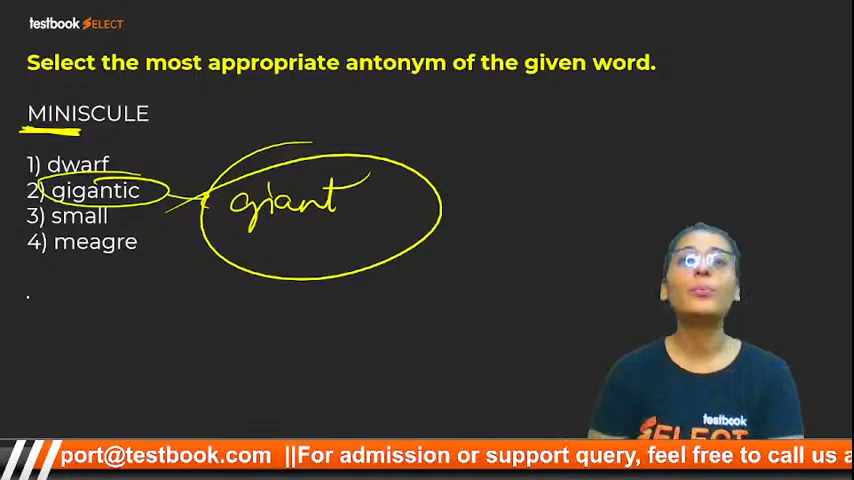 testbook SELECT
Select the most appropriate antonym of the given word.
MINISCULE
1) dwarf
2) gigantic
giant
3) small
4) meagre
testbook
SELECT
port@testbook.com ||For admission or support query, feel free to call us a